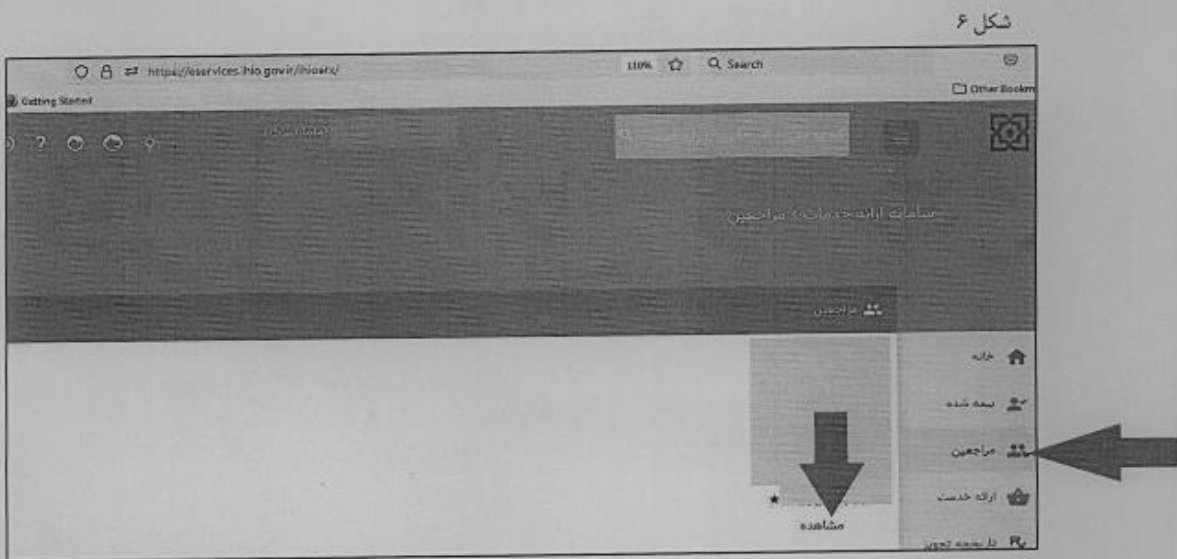 شکل ۶
https://eservices.ihio.gov.ir/ihioerx/
110%
Search
Getting Started
Other Bookm
سامانه ارائه خدمات > مراجعین
مراجعین
خانه
بیمه شده
مراجعین
ارائه خدمت
مشاهده
تجویز